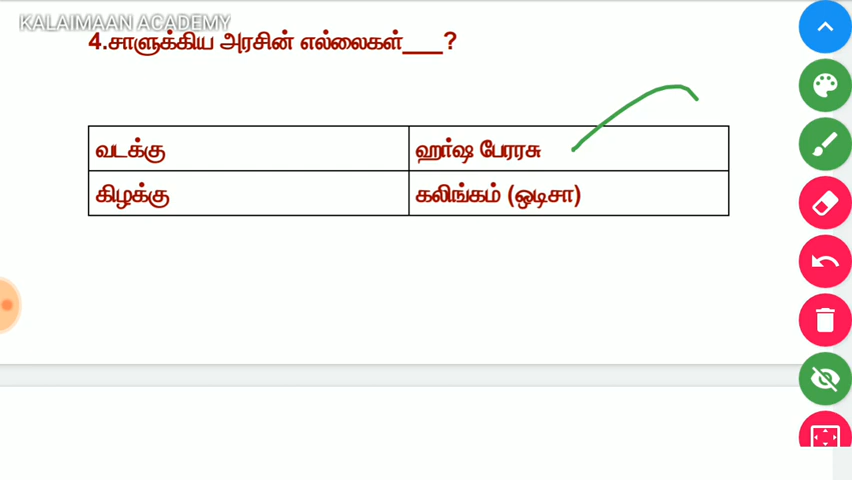 KALAIMAAN ACADEMY
4.சாளுக்கிய அரசின் எல்லைகள்___?
வடக்கு ஹர்ஷ பேரரசு
கிழக்கு கலிங்கம் (ஒடிசா)